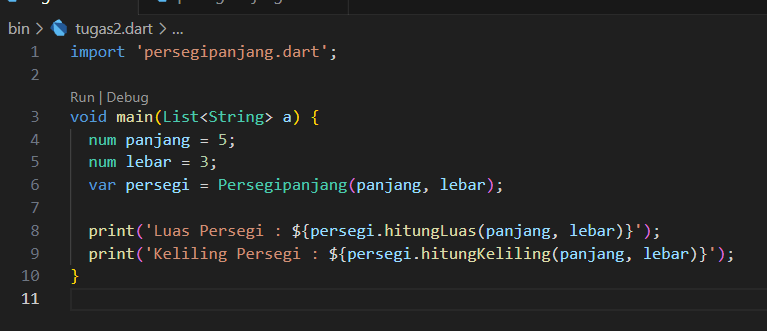 bin > tugas2.dart > ...
1 import 'persegipanjang.dart';
2
Run | Debug
3 void main(List<String> a) {
4 num panjang = 5;
5 num lebar = 3;
6 var persegi = Persegipanjang(panjang, lebar);
7
8 print('Luas Persegi : ${persegi.hitungLuas(panjang, lebar)}');
9 print('Keliling Persegi : ${persegi.hitungKeliling(panjang, lebar)}');
10 }
11